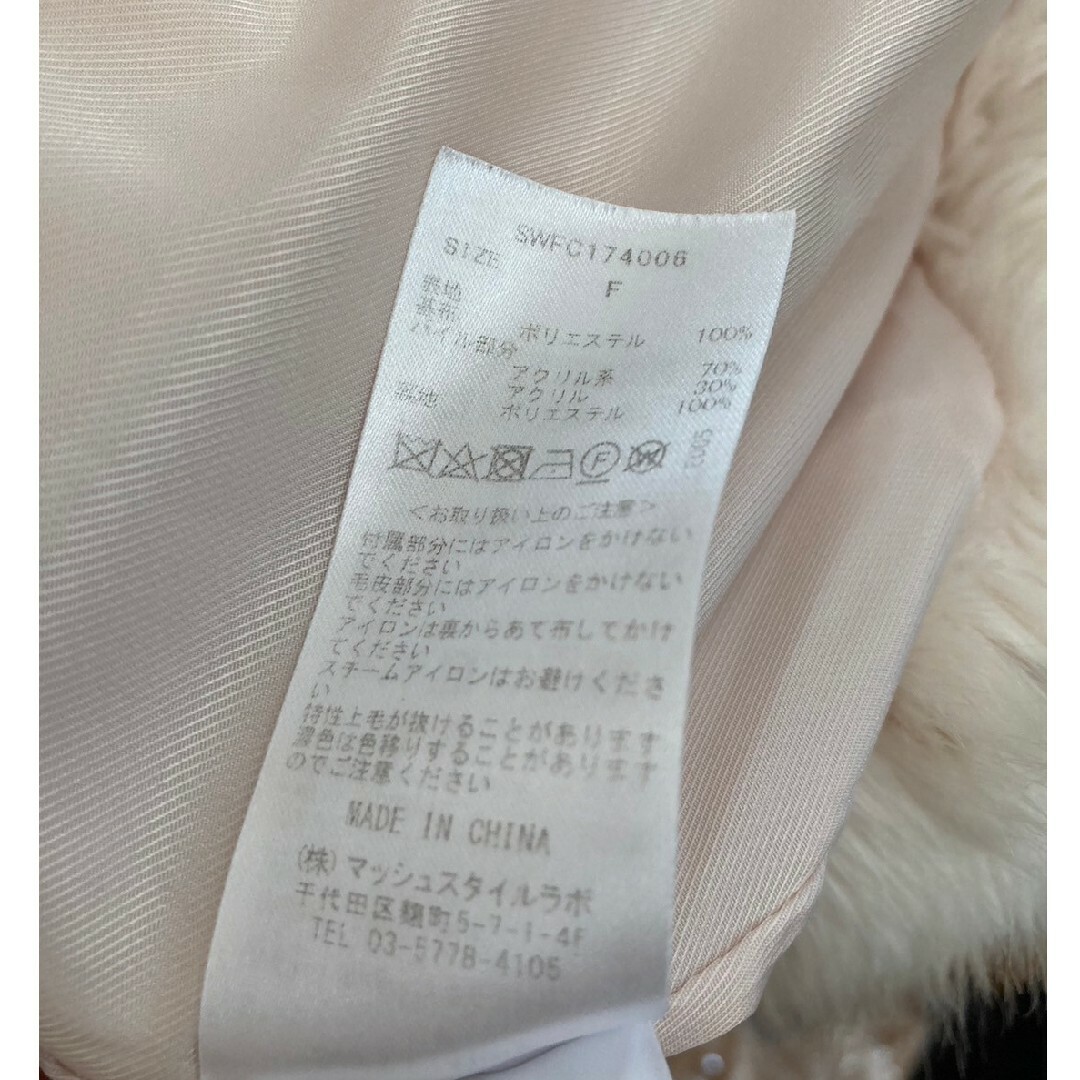 SWFC174006
SIZE F
表地
基布
ポリエステル 100%
パイル部分
アクリル系 70%
アクリル 30%
裏地 ポリエステル 100%
<お取り扱い上のご注意>
付属部分にはアイロンをかけない
でください
毛皮部分にはアイロンをかけない
でください
アイロンは裏からあて布してかけ
てください
スチームアイロンはお避けくださ
い
特性上毛が抜けることがあります
濃色は色移りすることがあります
のでご注意ください
MADE IN CHINA
(株)マッシュスタイルラボ
千代田区麹町5-7-1-4F
TEL 03-5778-4105